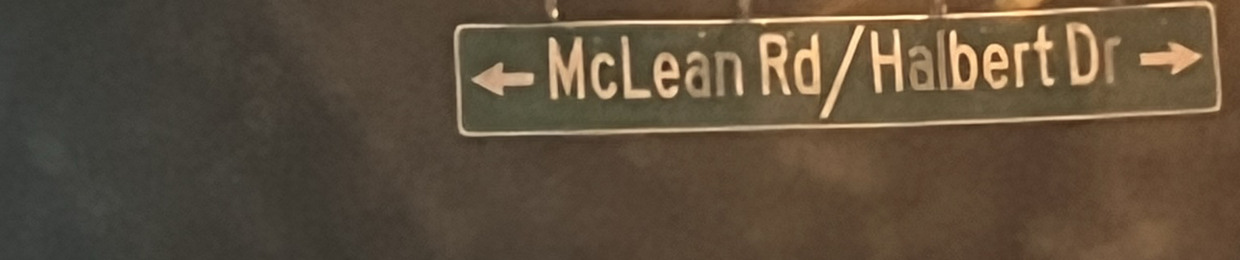 ← McLean Rd/Halbert Dr →